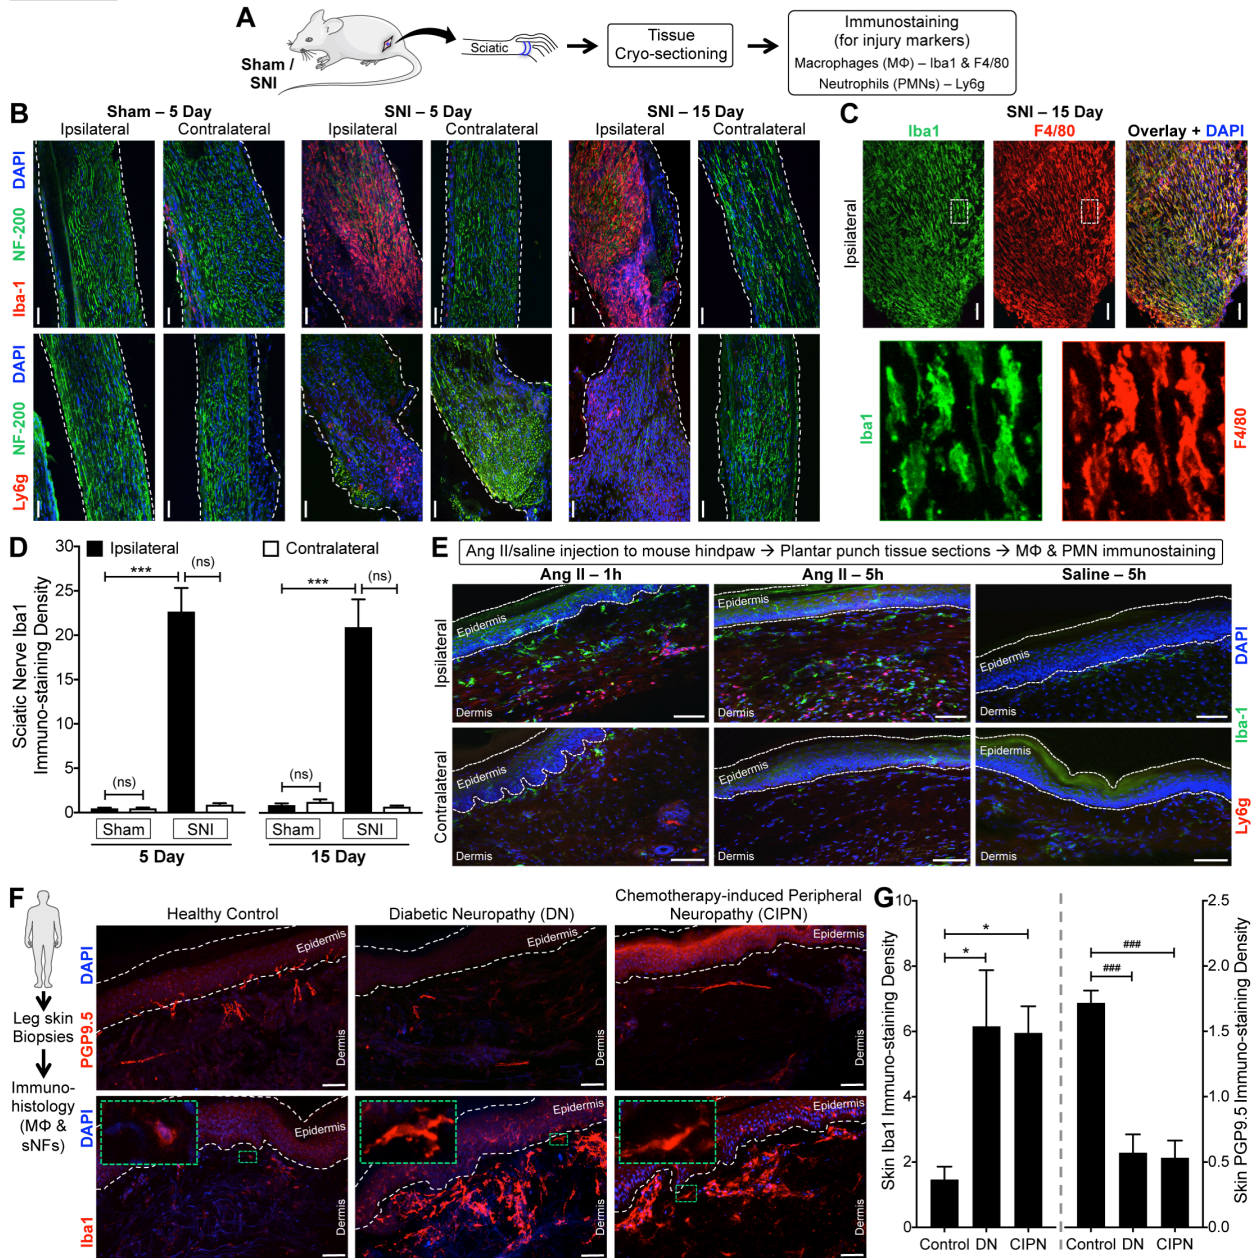 A
Sham /
SNI
Sciatic
Tissue
Cryo-sectioning
Immunostaining
(for injury markers)
Macrophages (MΦ) – Iba1 & F4/80
Neutrophils (PMNs) – Ly6g
B
Sham – 5 Day
SNI – 5 Day
SNI – 15 Day
Ipsilateral
Contralateral
Ipsilateral
Contralateral
Ipsilateral
Contralateral
Iba-1 NF-200 DAPI
Ly6g NF-200 DAPI
C
SNI – 15 Day
Iba1
F4/80
Overlay + DAPI
Ipsilateral
Iba1
F4/80
D
Sciatic Nerve Iba1
Immuno-staining Density
30
25
20
15
10
5
0
Ipsilateral
Contralateral
***
(ns)
***
(ns)
(ns)
(ns)
Sham
SNI
Sham
SNI
5 Day
15 Day
E
Ang II/saline injection to mouse hindpaw → Plantar punch tissue sections → MΦ & PMN immunostaining
Ang II – 1h
Ang II – 5h
Saline – 5h
Ipsilateral
Epidermis
Dermis
Epidermis
Dermis
Epidermis
Dermis
Contralateral
Epidermis
Dermis
Epidermis
Dermis
Epidermis
Dermis
Ly6g Iba-1 DAPI
F
Leg skin
Biopsies
Immuno-
histology
(MΦ &
sNFs)
Healthy Control
Diabetic Neuropathy (DN)
Chemotherapy-induced Peripheral
Neuropathy (CIPN)
PGP9.5 DAPI
Epidermis
Dermis
Epidermis
Dermis
Epidermis
Dermis
Iba1 DAPI
Epidermis
Dermis
Epidermis
Dermis
Epidermis
Dermis
G
Skin Iba1 Immuno-staining Density
10
8
6
4
2
0
*
*
###
###
2.5
2.0
1.5
1.0
0.5
0.0
Skin PGP9.5 Immuno-staining Density
Control DN CIPN
Control DN CIPN